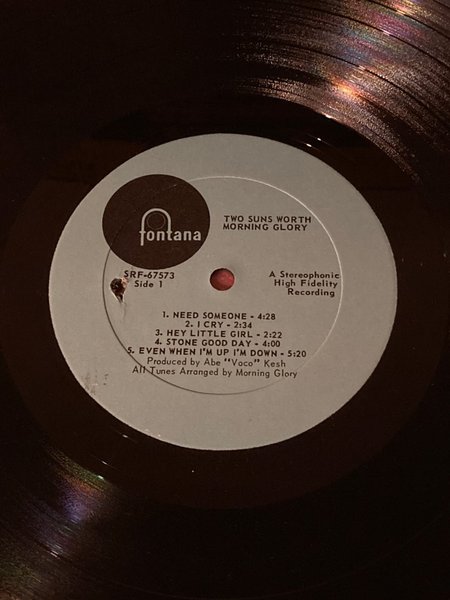 fontana
TWO SUNS WORTH
MORNING GLORY
SRF-67573
Side 1
A Stereophonic
High Fidelity
Recording
1. NEED SOMEONE - 4:28
2. I CRY - 2:34
3. HEY LITTLE GIRL - 2:22
4. STONE GOOD DAY - 4:00
5. EVEN WHEN I'M UP I'M DOWN - 5:20
Produced by Abe "Voco" Kesh
All Tunes Arranged by Morning Glory